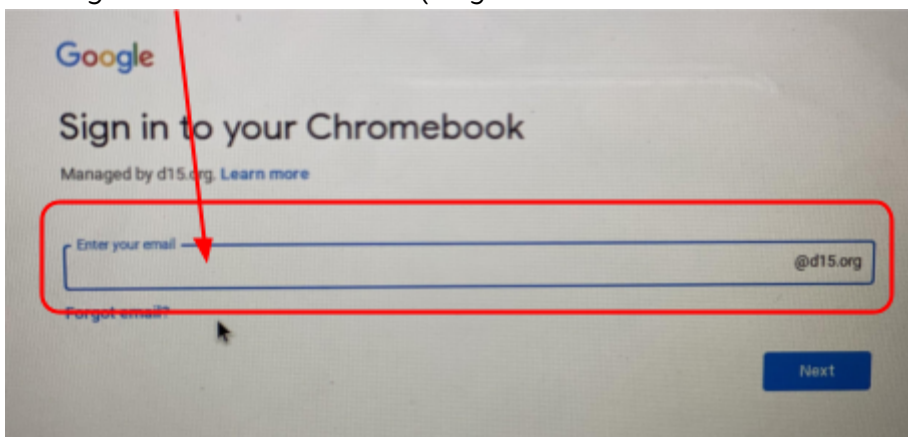 Google
Sign in to your Chromebook
Managed by d15.org. Learn more
Enter your email
@d15.org
Forgot email?
Next